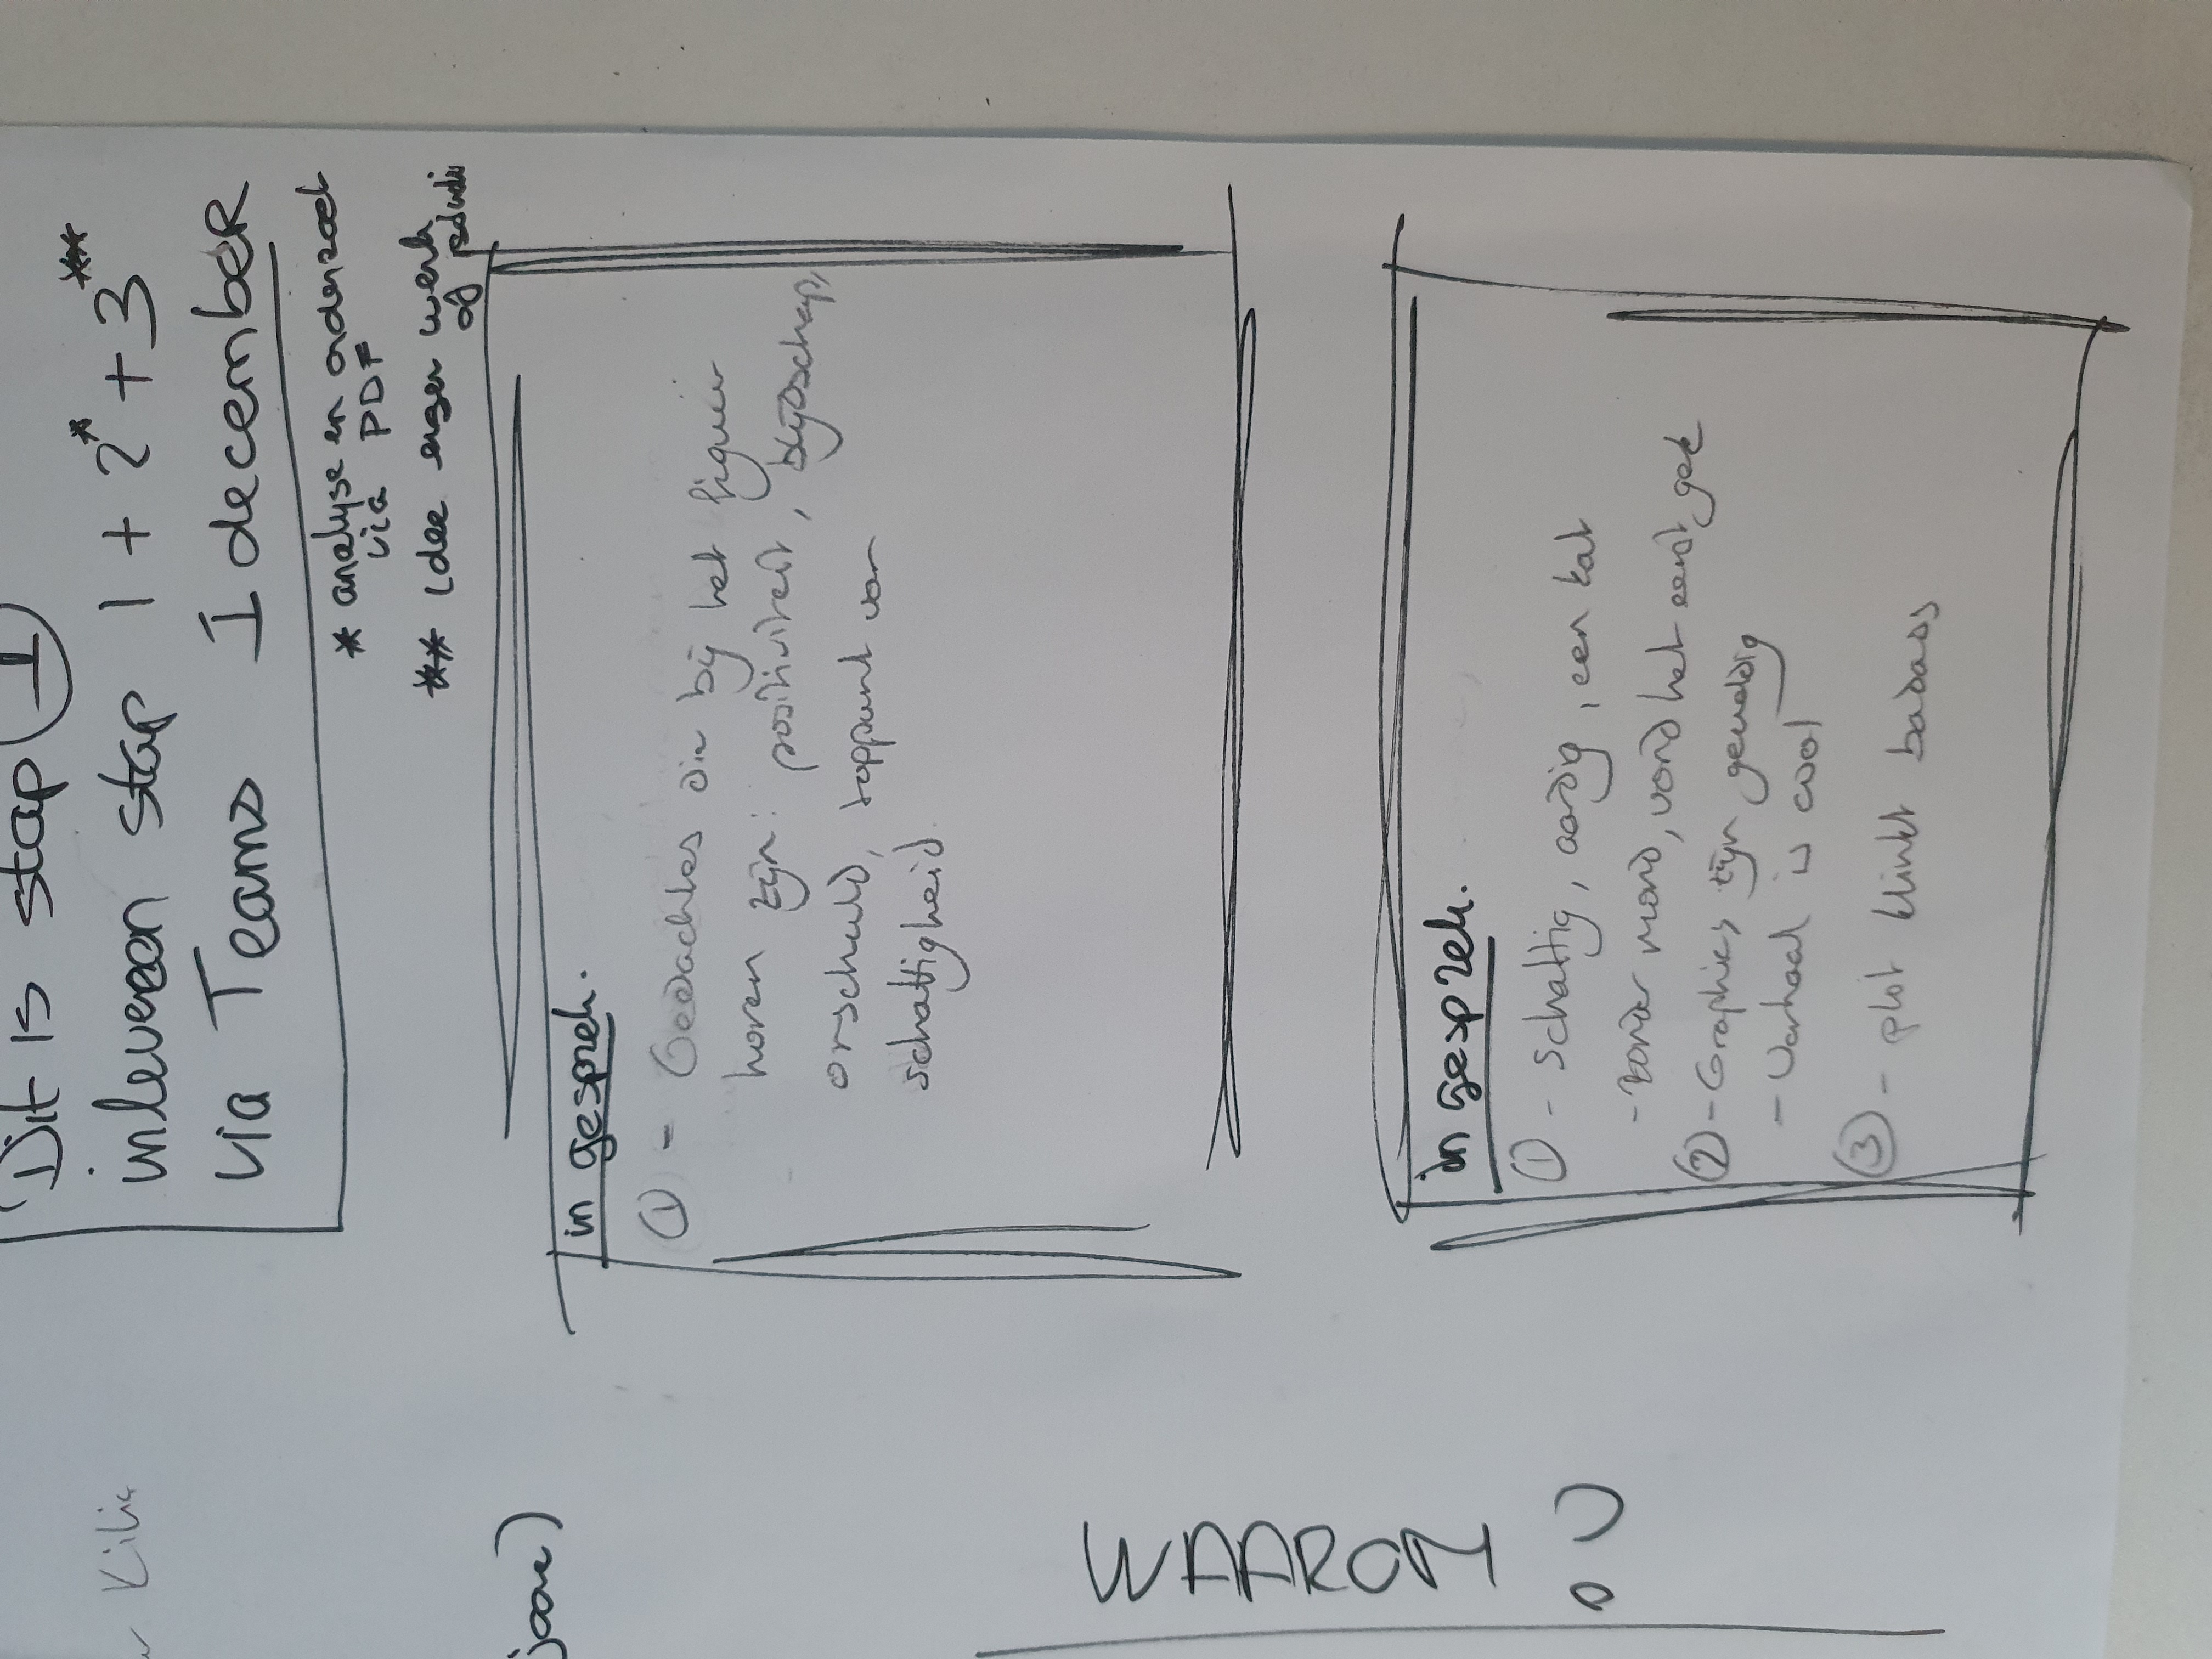 Dit is stap 1
inleveren stap 1 + 2* + 3**
via Teams 1 december
* analyse en onderzoek
via PDF
** idee eigen werk
of
Kilic
jaar)
in gesprek.
① - Gedachtes die bij het figuur
horen zijn: positiviteit, blijdschap,
onschuld, toppunt van
schattigheid.
WAAROM ?
in gesprek.
① - schattig, aardig, een kat
- zonder mond, vond het eerst gek
② - Graphics zijn geweldig
- Verhaal is cool
③ - plot klinkt badass